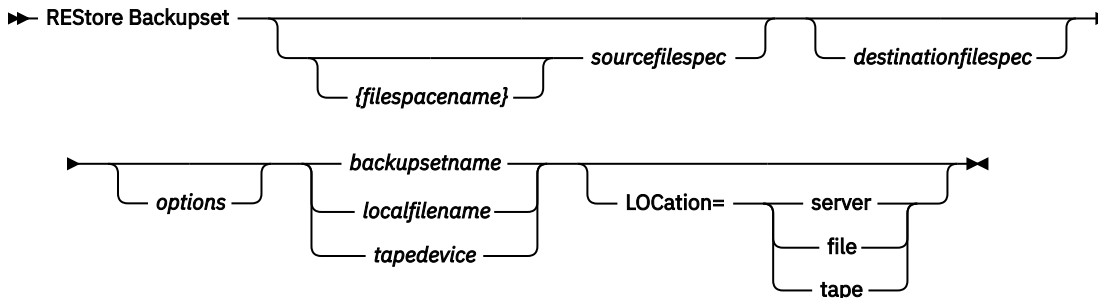 REStore Backupset
sourcefilespec
destinationfilespec
{filespacename}
backupsetname
options
localfilename
tapedevice
LOCation=
server
file
tape